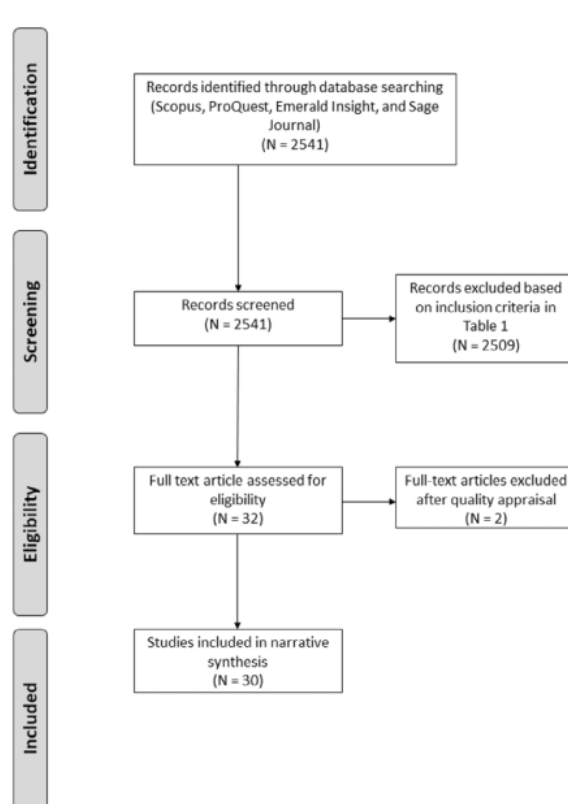 Identification
Records identified through database searching
(Scopus, ProQuest, Emerald Insight, and Sage
Journal)
(N = 2541)
Screening
Records screened
(N = 2541)
Records excluded based
on inclusion criteria in
Table 1
(N = 2509)
Eligibility
Full text article assessed for
eligibility
(N = 32)
Full-text articles excluded
after quality appraisal
(N = 2)
Included
Studies included in narrative
synthesis
(N = 30)